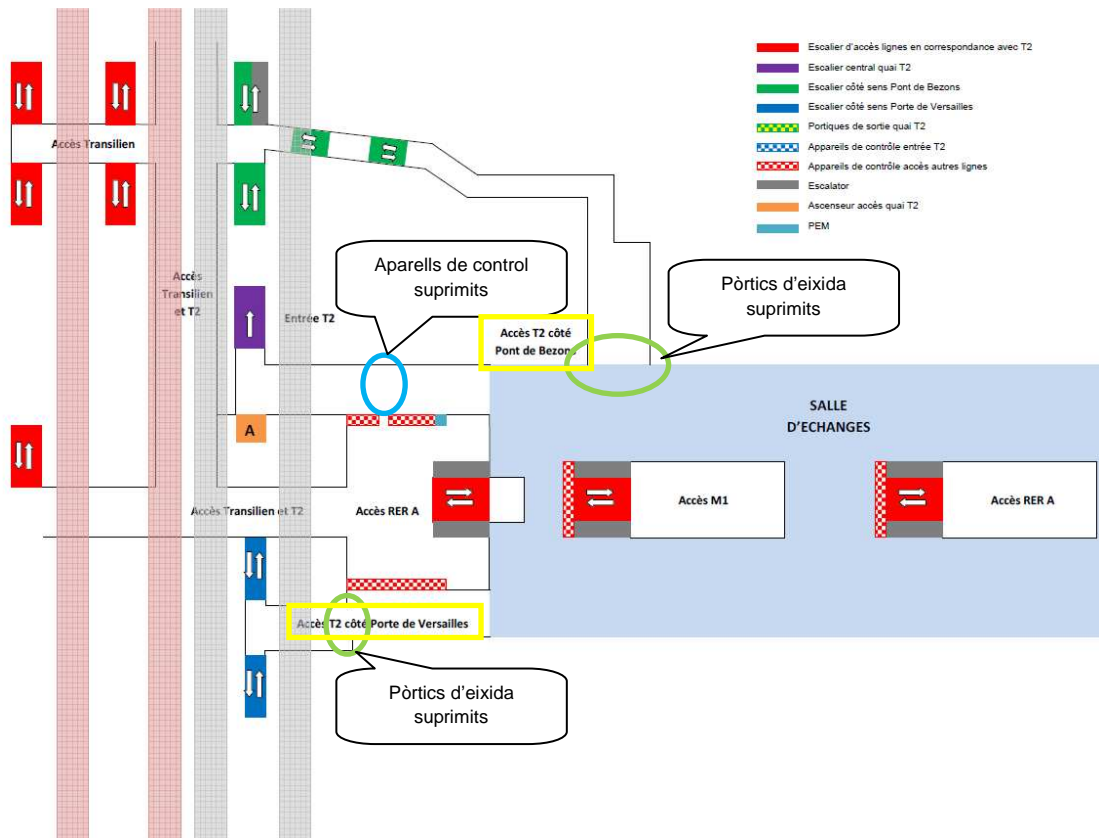 Escalier d'accès lignes en correspondance avec T2
Escalier central quai T2
Escalier côté sens Pont de Bezons
Escalier côté sens Porte de Versailles
Portiques de sortie quai T2
Appareils de contrôle entrée T2
Appareils de contrôle accès autres lignes
Escalator
Ascenseur accès quai T2
PEM
Accès Transilien
Accès
Transilien
et T2
Entrée T2
Aparells de control
suprimits
Pòrtics d'eixida
suprimits
Accès T2 côté
Pont de Bezons
SALLE
D'ECHANGES
A
Accès Transilien et T2
Accès RER A
Accès M1
Accès RER A
Accès T2 côté Porte de Versailles
Pòrtics d'eixida
suprimits